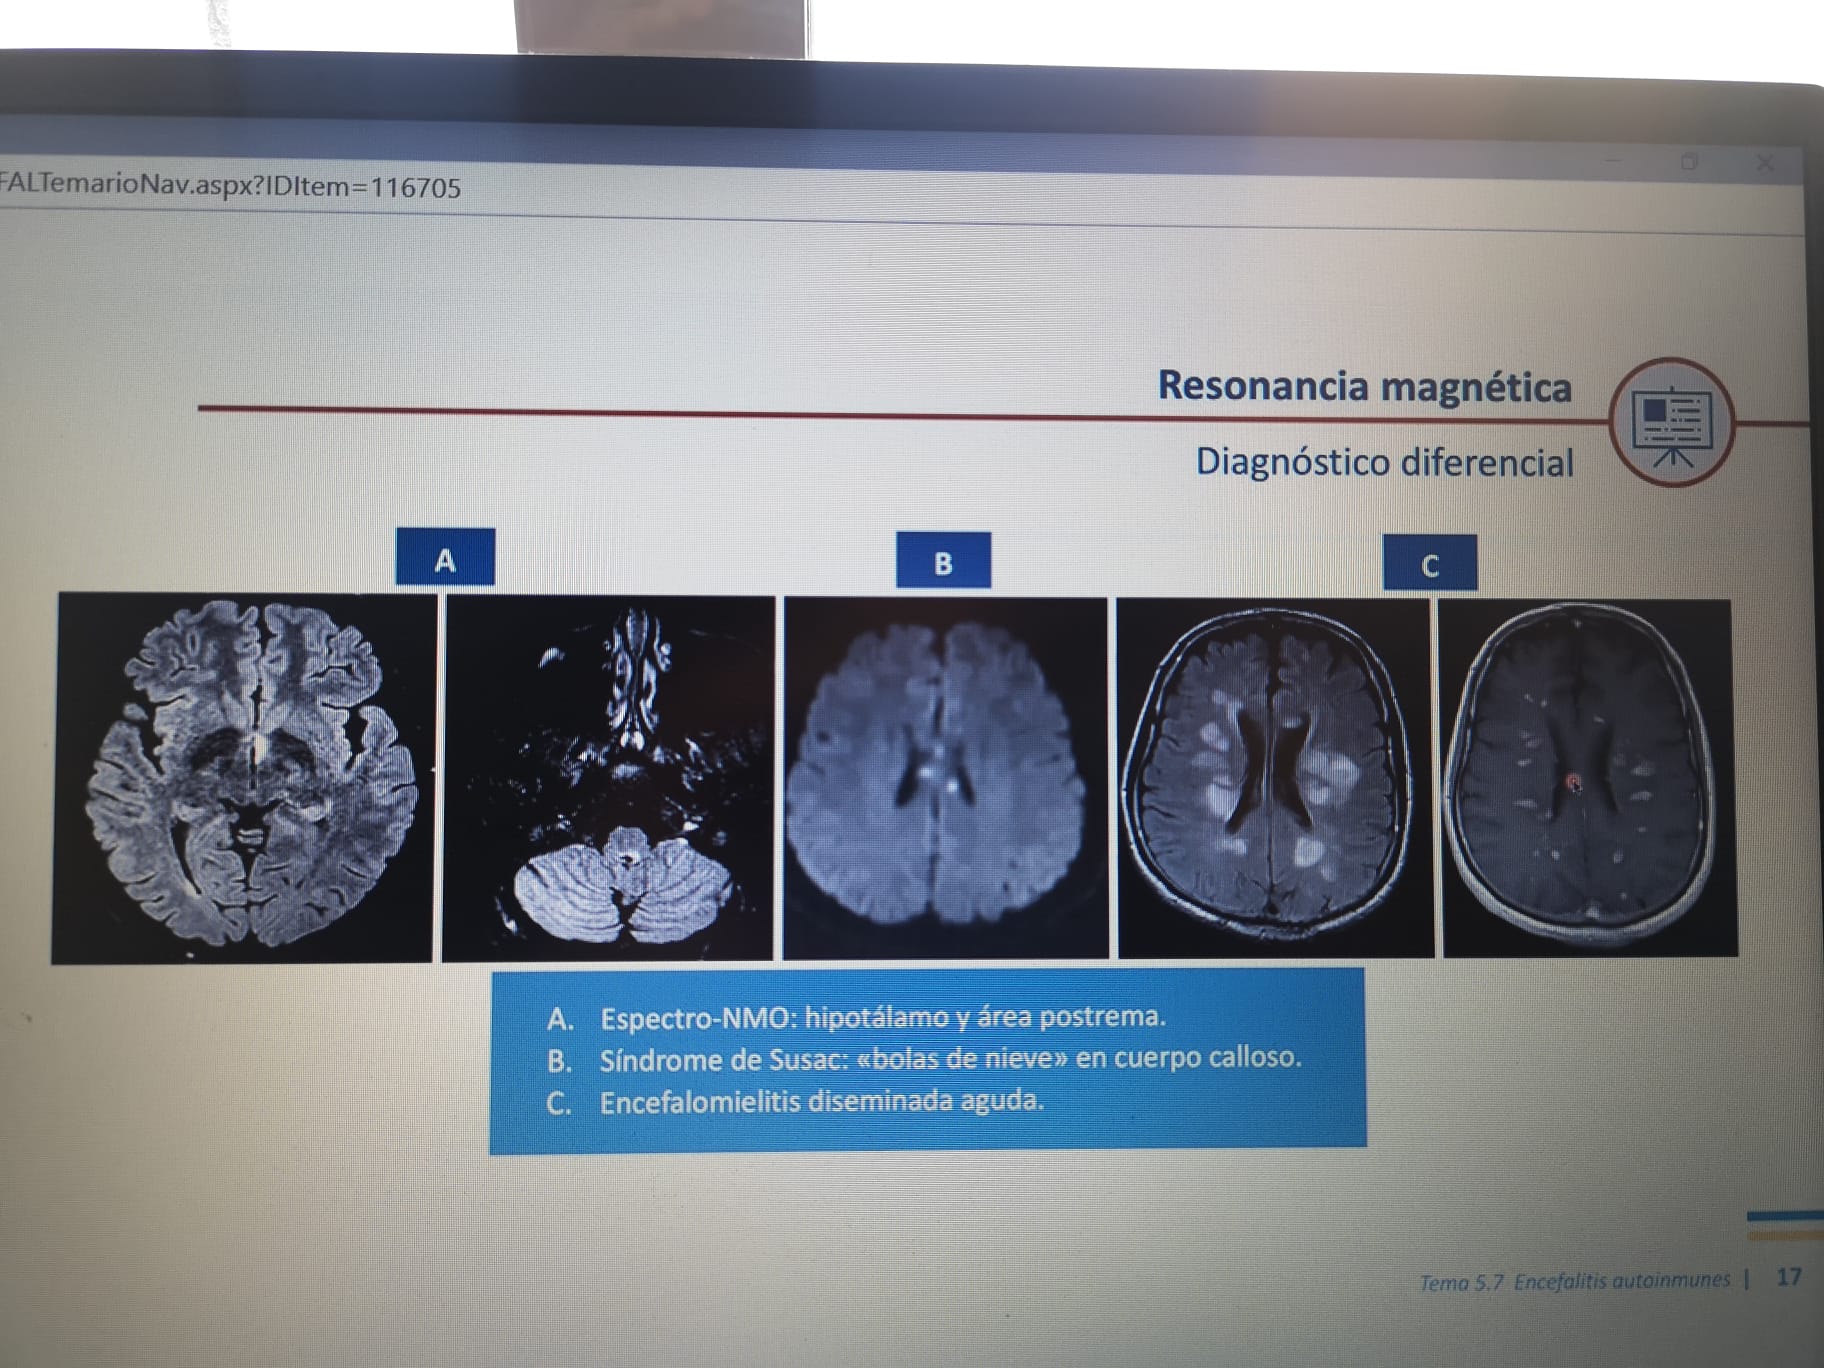 FALTemarioNav.aspx?IDItem=116705
Resonancia magnética
Diagnóstico diferencial
A
B
C
A. Espectro-NMO: hipotálamo y área postrema.
B. Síndrome de Susac: «bolas de nieve» en cuerpo calloso.
C. Encefalomielitis diseminada aguda.
Tema 5.7 Encefalitis autoinmunes | 17